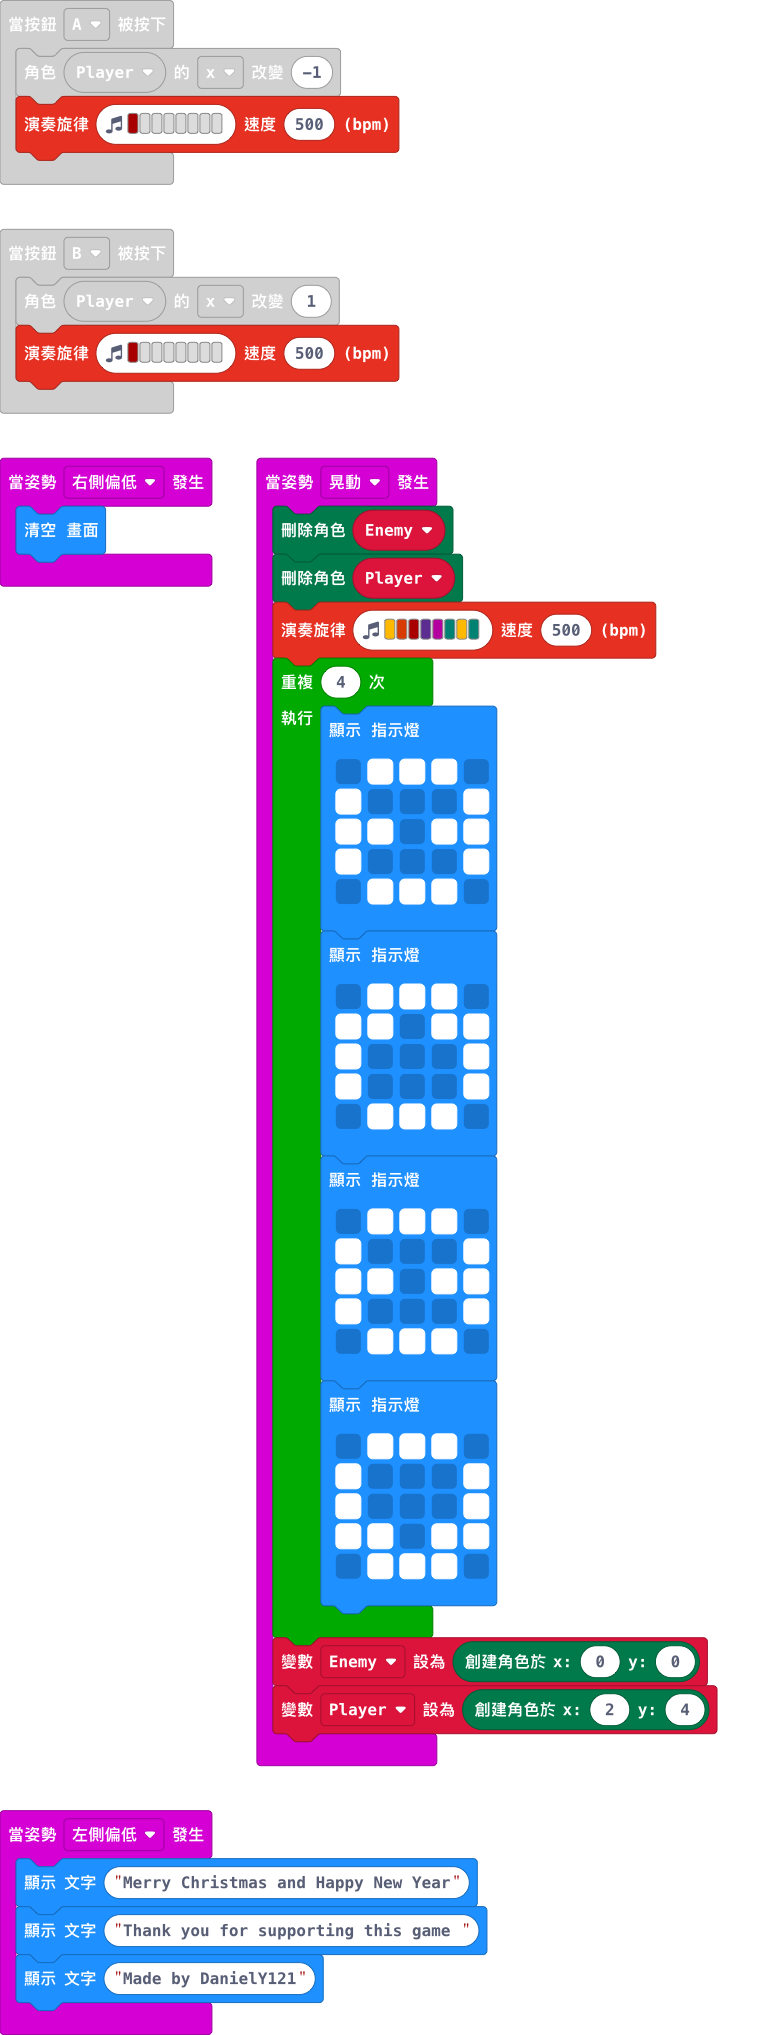 當按鈕 A 被按下
角色 Player 的 x 改變 -1
演奏旋律 速度 500 (bpm)
當按鈕 B 被按下
角色 Player 的 x 改變 1
演奏旋律 速度 500 (bpm)
當姿勢 右側偏低 發生
清空 畫面
當姿勢 晃動 發生
刪除角色 Enemy
刪除角色 Player
演奏旋律 速度 500 (bpm)
重複 4 次
執行
顯示 指示燈
顯示 指示燈
顯示 指示燈
顯示 指示燈
變數 Enemy 設為 創建角色於 x: 0 y: 0
變數 Player 設為 創建角色於 x: 2 y: 4
當姿勢 左側偏低 發生
顯示 文字 "Merry Christmas and Happy New Year"
顯示 文字 "Thank you for supporting this game "
顯示 文字 "Made by DanielY121"